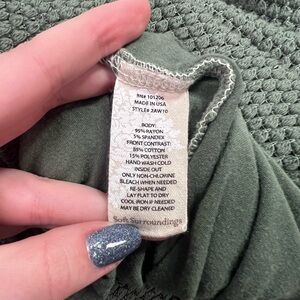 RN# 101206
MADE IN USA
STYLE# 2AW10
BODY:
95% RAYON
5% SPANDEX
FRONT CONTRAST:
85% COTTON
15% POLYESTER
HAND WASH COLD
INSIDE OUT
ONLY NON-CHLORINE
BLEACH WHEN NEEDED
RE-SHAPE AND
LAY FLAT TO DRY
COOL IRON IF NEEDED
MAY BE DRY CLEANED
Soft Surroundings